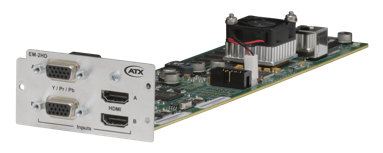 EM-2HD
ATX
Y / Pr / Pb
A
HDMI
B
Inputs